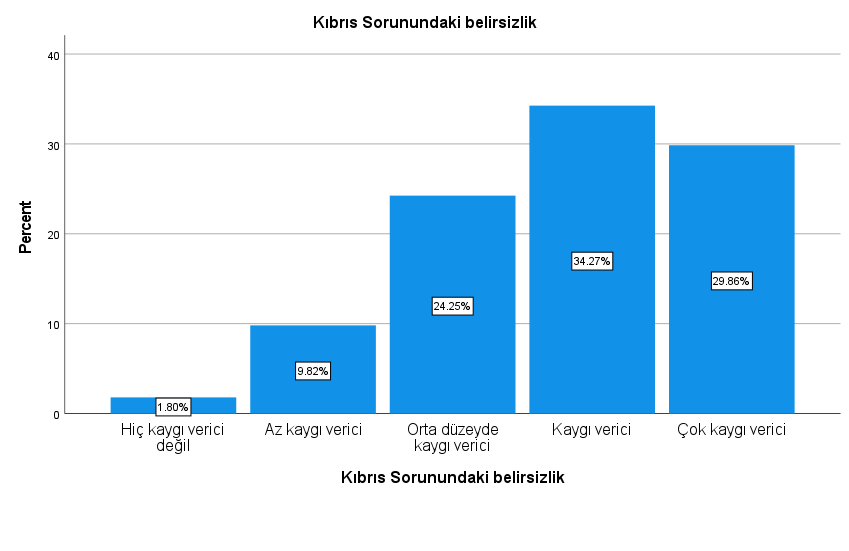 Kıbrıs Sorunundaki belirsizlik
40
30
20
10
0
Percent
1.80%
9.82%
24.25%
34.27%
29.86%
Hiç kaygı verici
değil
Az kaygı verici
Orta düzeyde
kaygı verici
Kaygı verici
Çok kaygı verici
Kıbrıs Sorunundaki belirsizlik